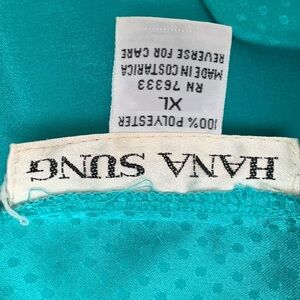 HANA SUNG
100% POLYESTER
XL
RN 76333
MADE IN COSTARICA
REVERSE FOR CARE